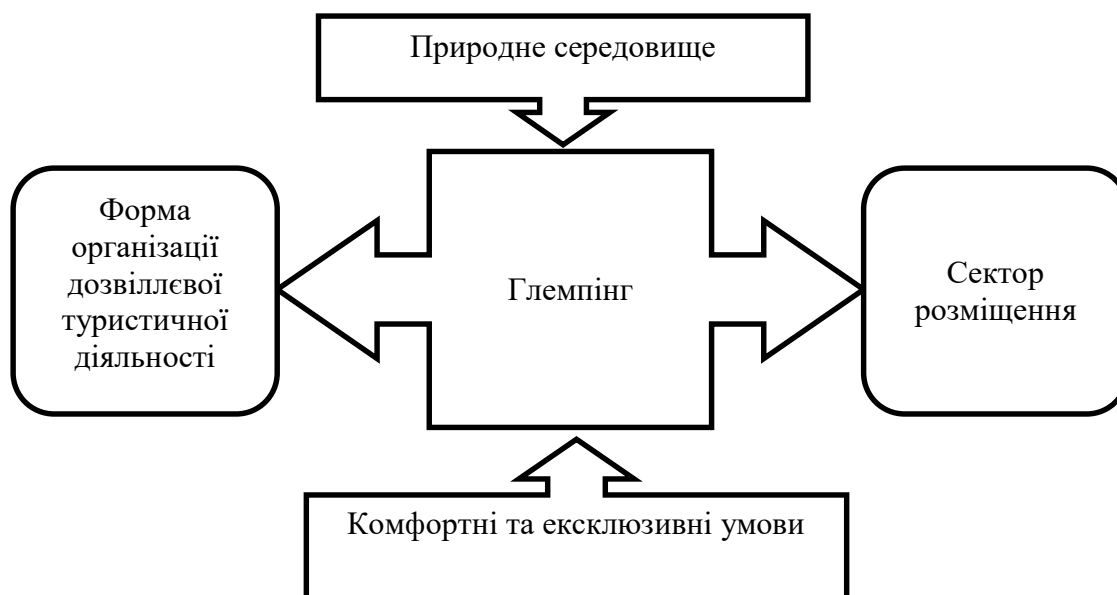 Природне середовище
Форма
організації
дозвіллєвої
туристичної
діяльності
Глемпінг
Сектор
розміщення
Комфортні та ексклюзивні умови